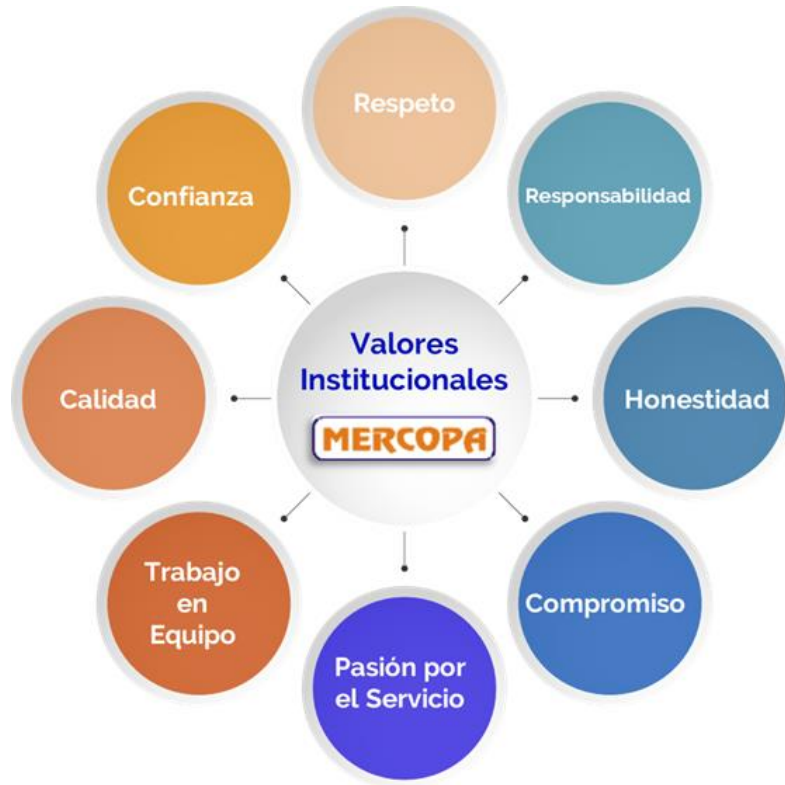 Respeto
Responsabilidad
Honestidad
Compromiso
Pasión por
el Servicio
Trabajo
en
Equipo
Calidad
Confianza
Valores
Institucionales
MERCOPA